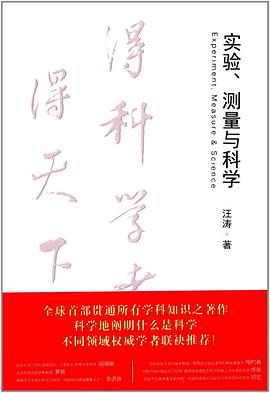 实验、测量与科学
Experiment, Measure & Science
汪涛·著
得科学者
得天下
全球首部贯通所有学科知识之著作，
科学地阐明什么是科学，
不同领域权威学者联袂推荐！